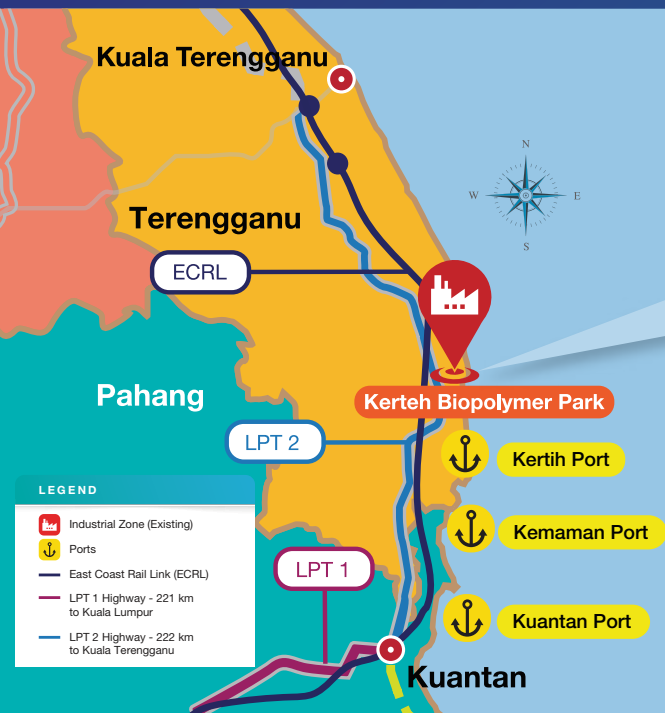 Kuala Terengganu
N
W
E
S
Terengganu
ECRL
Kerteh Biopolymer Park
Pahang
LPT 2
Kertih Port
LEGEND
Industrial Zone (Existing)
Ports
East Coast Rail Link (ECRL)
LPT 1 Highway - 221 km
to Kuala Lumpur
LPT 2 Highway - 222 km
to Kuala Terengganu
Kemaman Port
LPT 1
Kuantan Port
Kuantan